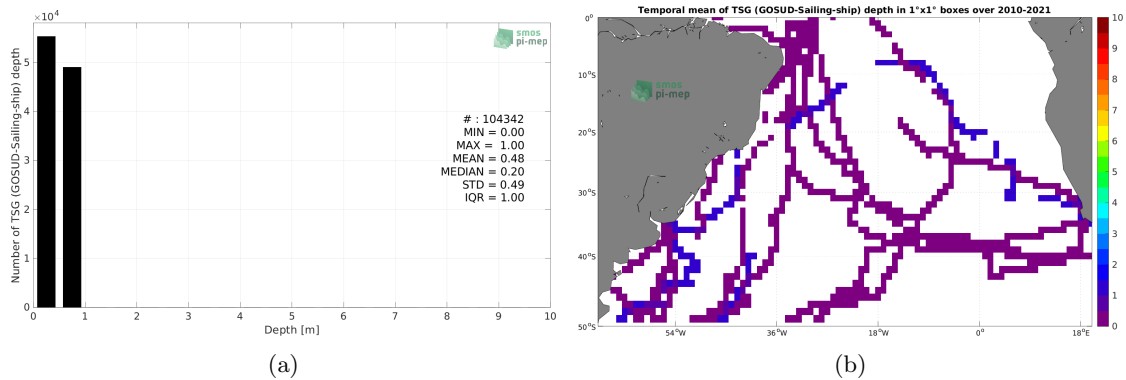 ×10⁴
5
4
3
2
1
0
Number of TSG (GOSUD-Sailing-ship) depth
smos
pi-mep
# : 104342
MIN = 0.00
MAX = 1.00
MEAN = 0.48
MEDIAN = 0.20
STD = 0.49
IQR = 1.00
0 1 2 3 4 5 6 7 8 9 10
Depth [m]
(a)
Temporal mean of TSG (GOSUD-Sailing-ship) depth in 1°x1° boxes over 2010-2021
0°
10°S
20°S
30°S
40°S
50°S
smos
pi-mep
54°W 36°W 18°W 0° 18°E
10
9
8
7
6
5
4
3
2
1
0
(b)